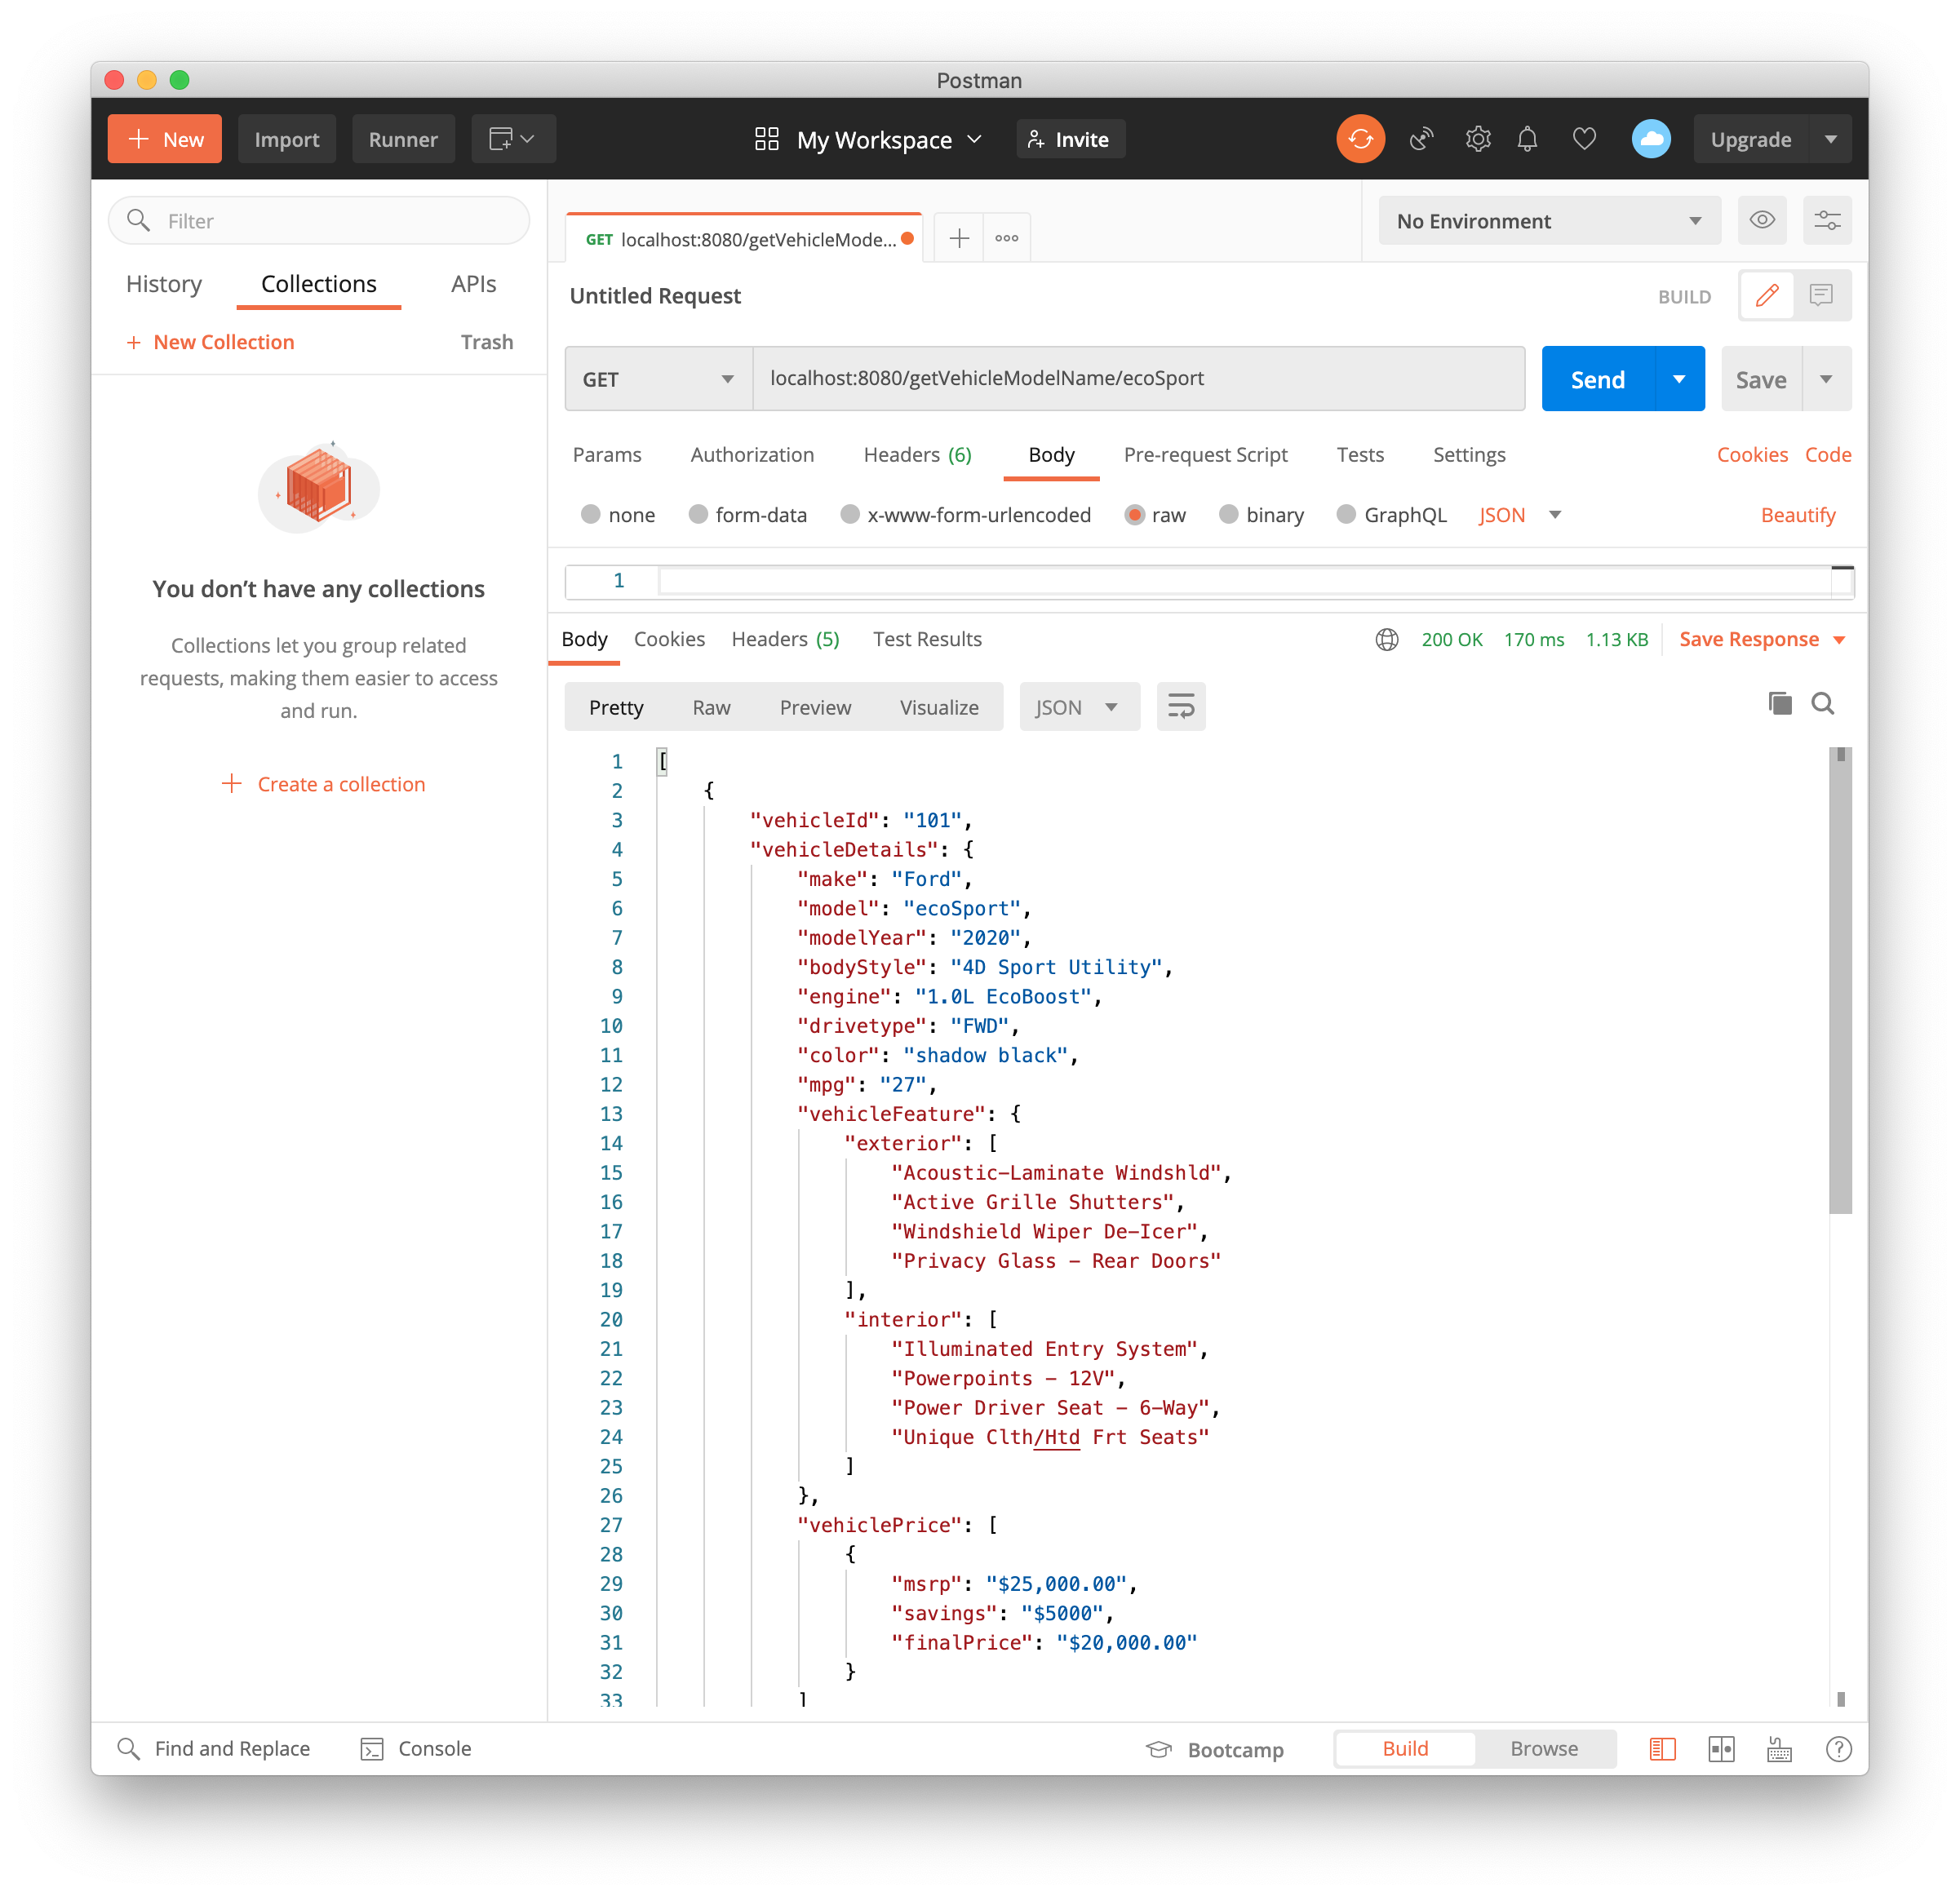 Postman
New Import Runner My Workspace Invite Upgrade
Filter
History Collections APIs
+ New Collection Trash
You don’t have any collections
Collections let you group related
requests, making them easier to access
and run.
+ Create a collection
GET localhost:8080/getVehicleMode...
No Environment
Untitled Request BUILD
GET localhost:8080/getVehicleModelName/ecoSport Send Save
Params Authorization Headers (6) Body Pre-request Script Tests Settings Cookies Code
none form-data x-www-form-urlencoded raw binary GraphQL JSON Beautify
1
Body Cookies Headers (5) Test Results 200 OK 170 ms 1.13 KB Save Response
Pretty Raw Preview Visualize JSON
1 [
2 {
3 "vehicleId": "101",
4 "vehicleDetails": {
5 "make": "Ford",
6 "model": "ecoSport",
7 "modelYear": "2020",
8 "bodyStyle": "4D Sport Utility",
9 "engine": "1.0L EcoBoost",
10 "drivetype": "FWD",
11 "color": "shadow black",
12 "mpg": "27",
13 "vehicleFeature": {
14 "exterior": [
15 "Acoustic-Laminate Windshld",
16 "Active Grille Shutters",
17 "Windshield Wiper De-Icer",
18 "Privacy Glass - Rear Doors"
19 ],
20 "interior": [
21 "Illuminated Entry System",
22 "Powerpoints - 12V",
23 "Power Driver Seat - 6-Way",
24 "Unique Clth/Htd Frt Seats"
25 ]
26 },
27 "vehiclePrice": [
28 {
29 "msrp": "$25,000.00",
30 "savings": "$5000",
31 "finalPrice": "$20,000.00"
32 }
33 ]
Find and Replace Console Bootcamp Build Browse